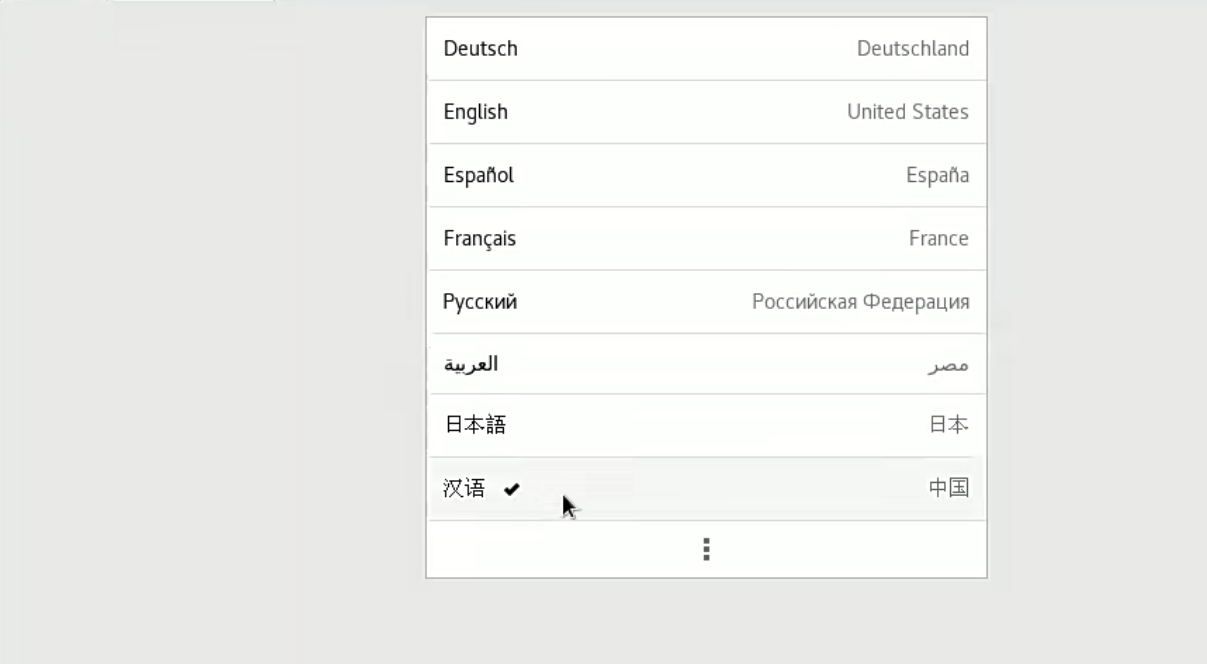 Deutsch Deutschland
English United States
Español España
Français France
Русский Российская Федерация
العربية مصر
日本語 日本
汉语 中国